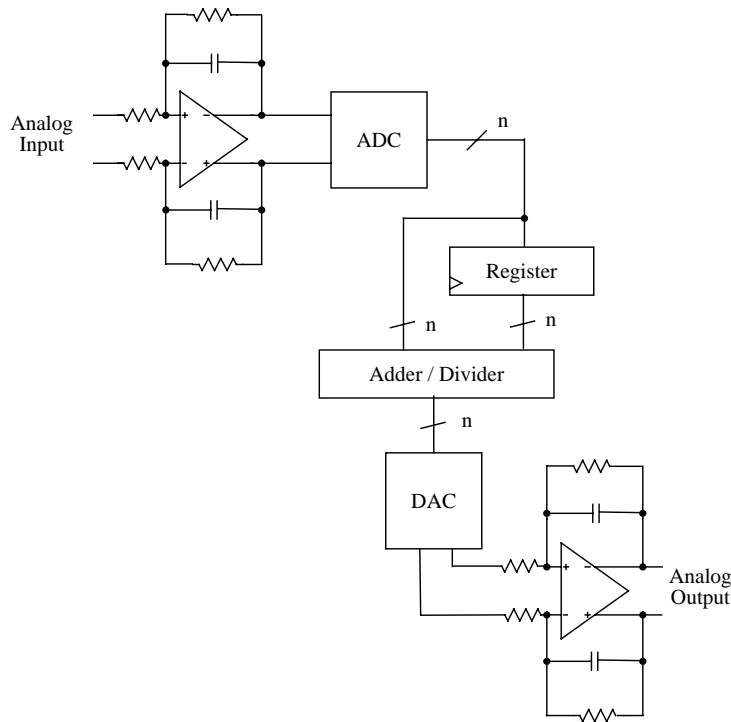 Analog
Input
+
−
−
+
ADC
n
Register
n
n
Adder / Divider
n
DAC
+
−
−
+
Analog
Output